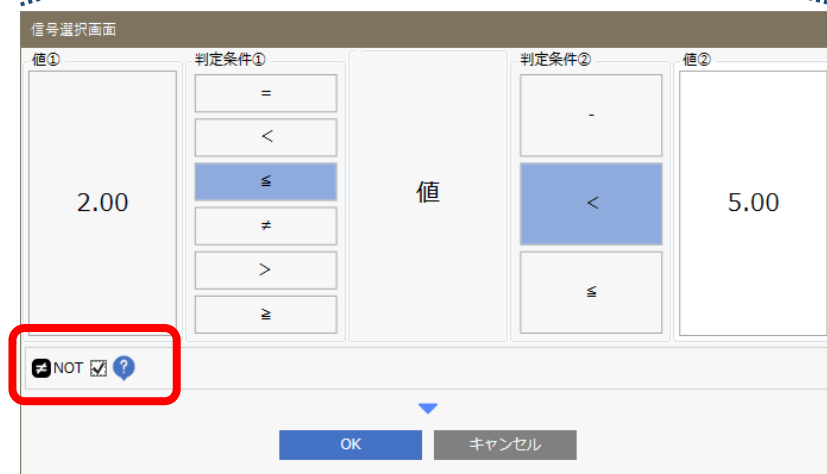 信号選択画面
値①
判定条件①
判定条件②
値②
2.00
=
<
≦
≠
>
≧
値
-
<
≦
5.00
≠ NOT ?
OK
キャンセル